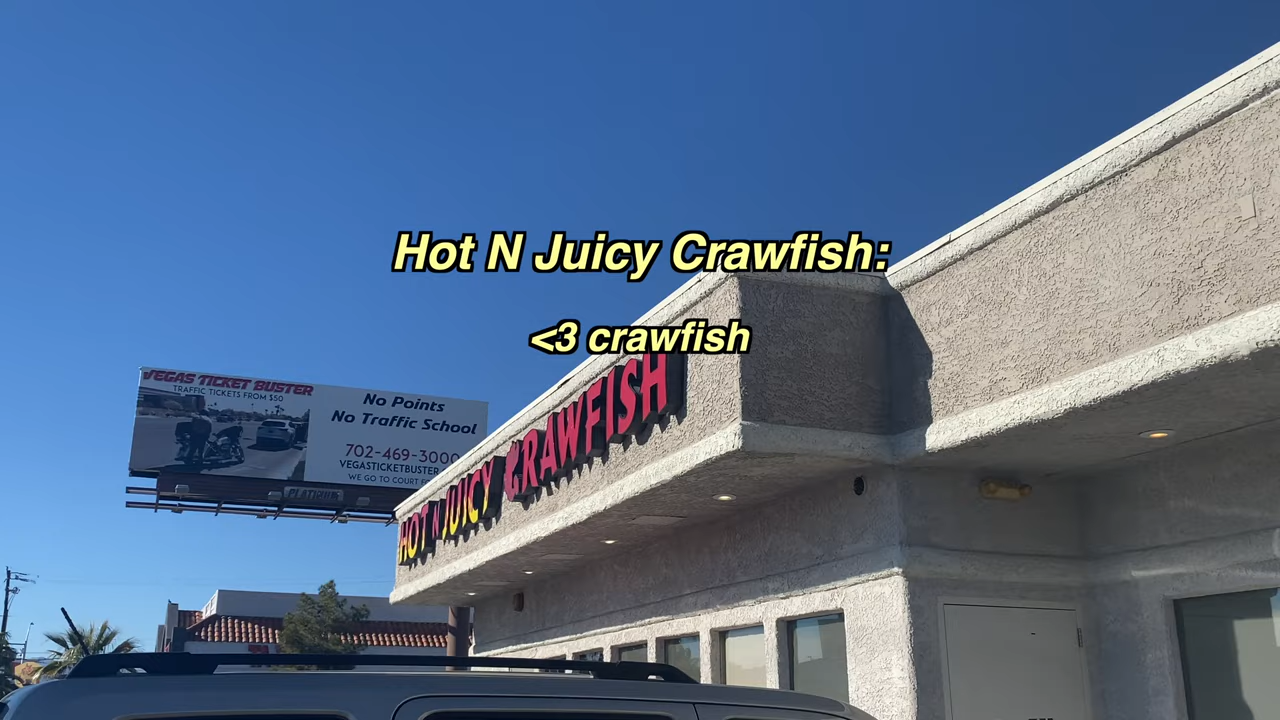 Hot N Juicy Crawfish:
<3 crawfish
VEGAS TICKET BUSTER
TRAFFIC TICKETS FROM $50
No Points
No Traffic School
702-469-3000
VEGASTICKETBUSTER
WE GO TO COURT
PLATINUM
HOT N JUICY CRAWFISH